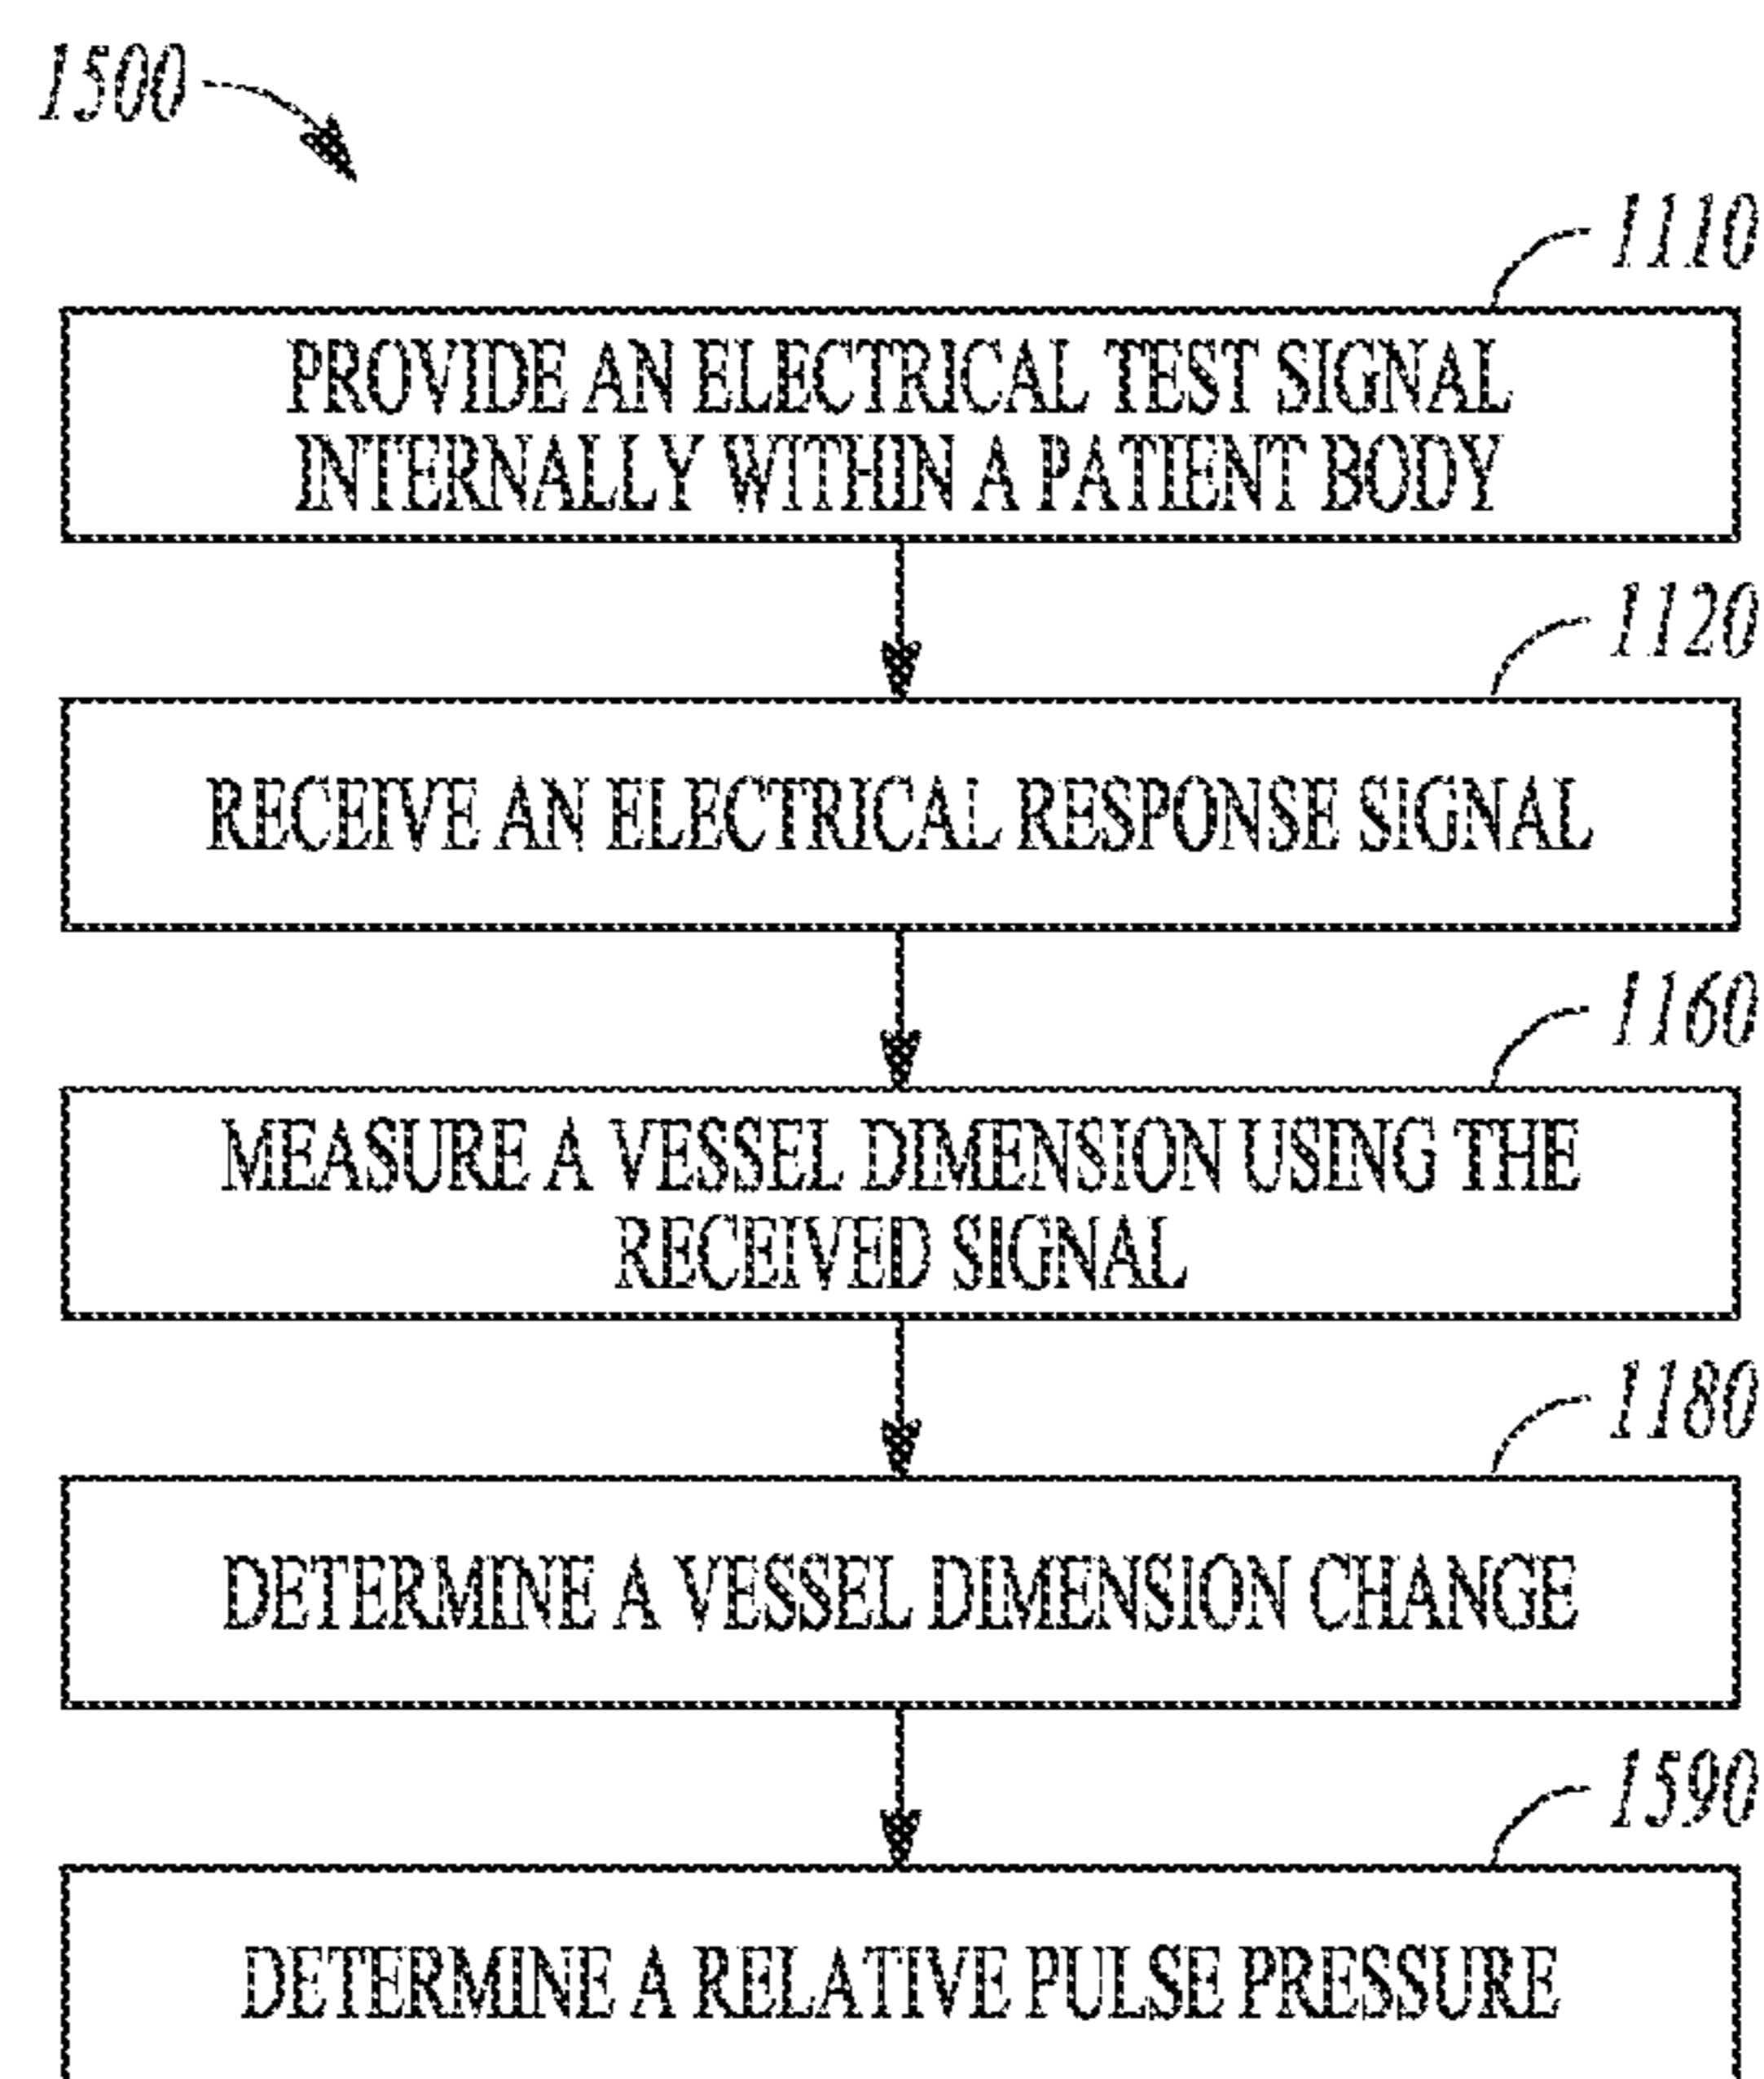 1500
1110
PROVIDE AN ELECTRICAL TEST SIGNAL
INTERNALLY WITHIN A PATIENT BODY
1120
RECEIVE AN ELECTRICAL RESPONSE SIGNAL
1160
MEASURE A VESSEL DIMENSION USING THE
RECEIVED SIGNAL
1180
DETERMINE A VESSEL DIMENSION CHANGE
1590
DETERMINE A RELATIVE PULSE PRESSURE